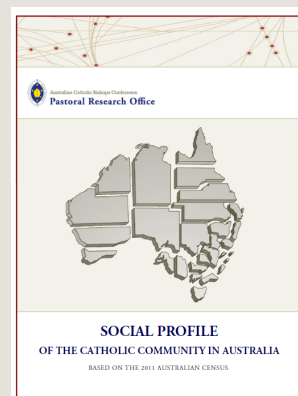 Australian Catholic Bishops Conference
Pastoral Research Office
SOCIAL PROFILE
OF THE CATHOLIC COMMUNITY IN AUSTRALIA
BASED ON THE 2011 AUSTRALIAN CENSUS